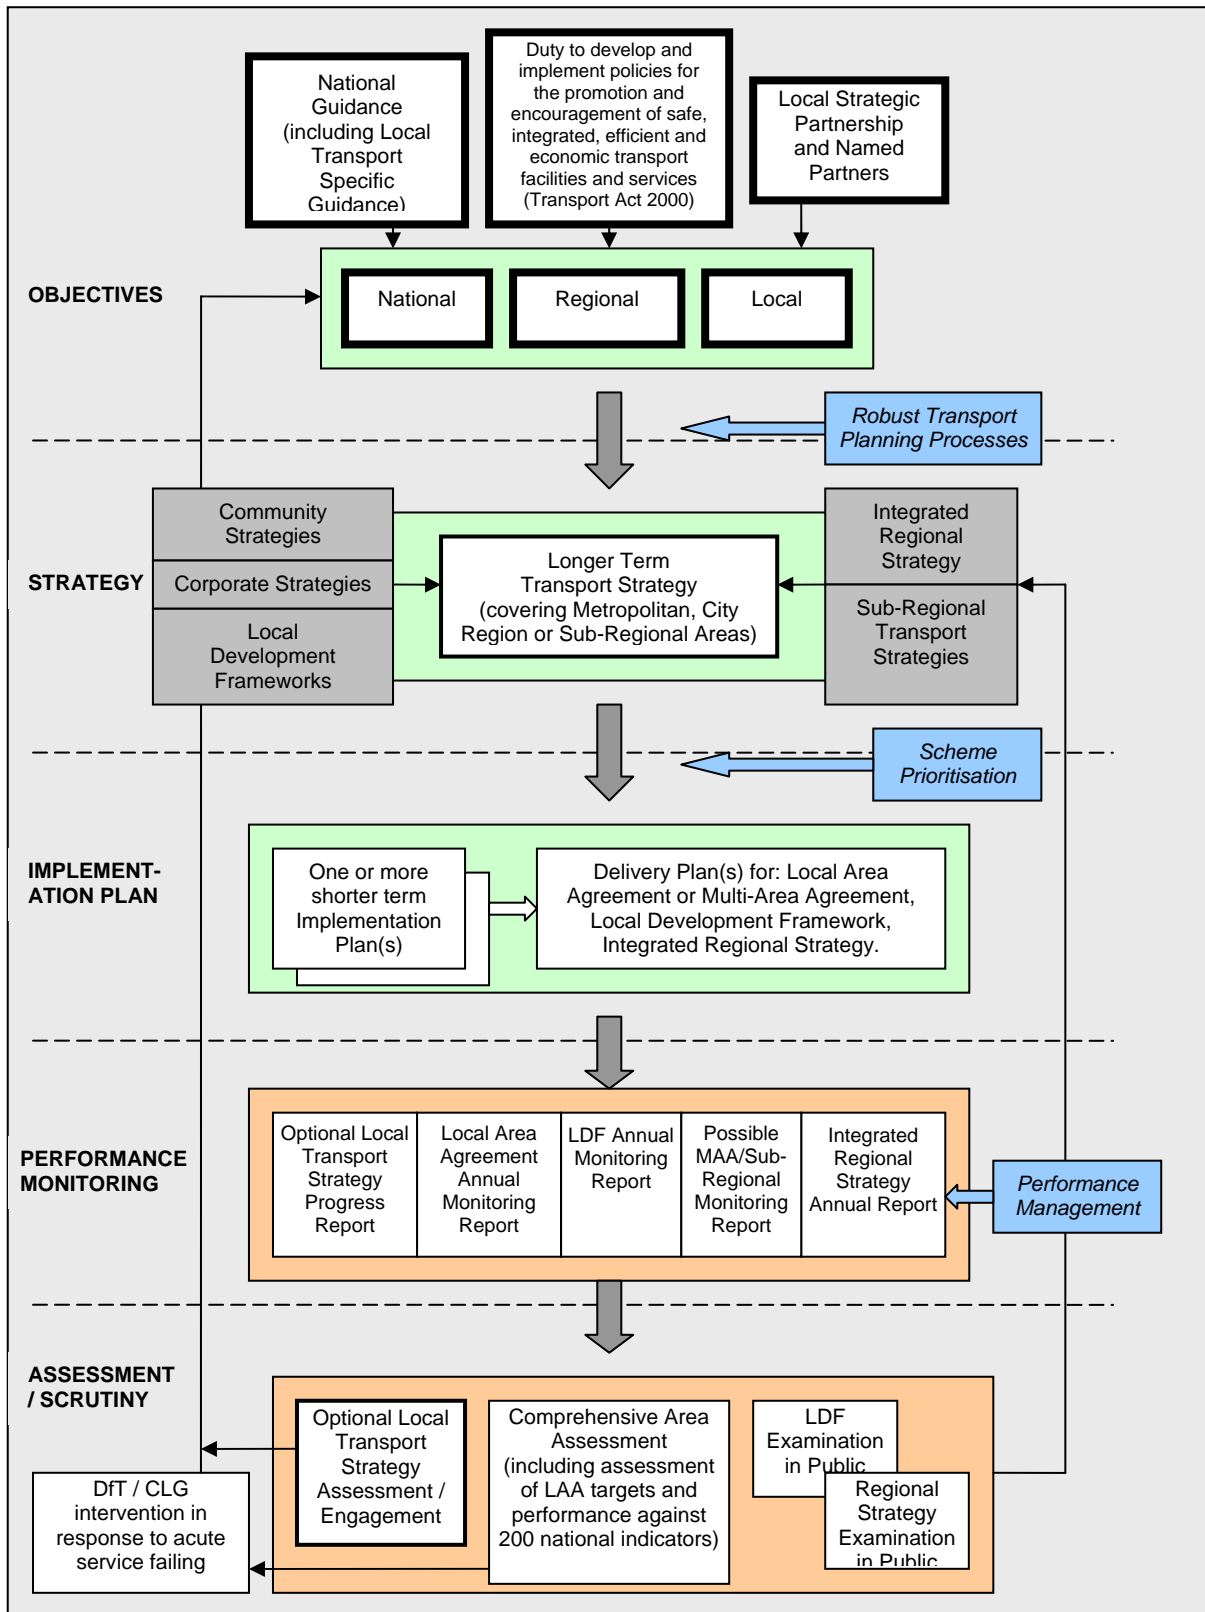 National
Guidance
(including Local
Transport
Specific
Guidance)
Duty to develop and
implement policies for
the promotion and
encouragement of safe,
integrated, efficient and
economic transport
facilities and services
(Transport Act 2000)
Local Strategic
Partnership
and Named
Partners
OBJECTIVES
National
Regional
Local
Robust Transport
Planning Processes
STRATEGY
Community
Strategies
Corporate Strategies
Local
Development
Frameworks
Longer Term
Transport Strategy
(covering Metropolitan, City
Region or Sub-Regional Areas)
Integrated
Regional
Strategy
Sub-Regional
Transport
Strategies
Scheme
Prioritisation
IMPLEMENT-
ATION PLAN
One or more
shorter term
Implementation
Plan(s)
Delivery Plan(s) for: Local Area
Agreement or Multi-Area Agreement,
Local Development Framework,
Integrated Regional Strategy.
PERFORMANCE
MONITORING
Optional Local
Transport
Strategy
Progress
Report
Local Area
Agreement
Annual
Monitoring
Report
LDF Annual
Monitoring
Report
Possible
MAA/Sub-
Regional
Monitoring
Report
Integrated
Regional
Strategy
Annual Report
Performance
Management
ASSESSMENT
/ SCRUTINY
Optional Local
Transport
Strategy
Assessment /
Engagement
Comprehensive Area
Assessment
(including assessment
of LAA targets and
performance against
200 national indicators)
LDF
Examination
in Public
Regional
Strategy
Examination
in Public
DfT / CLG
intervention in
response to acute
service failing